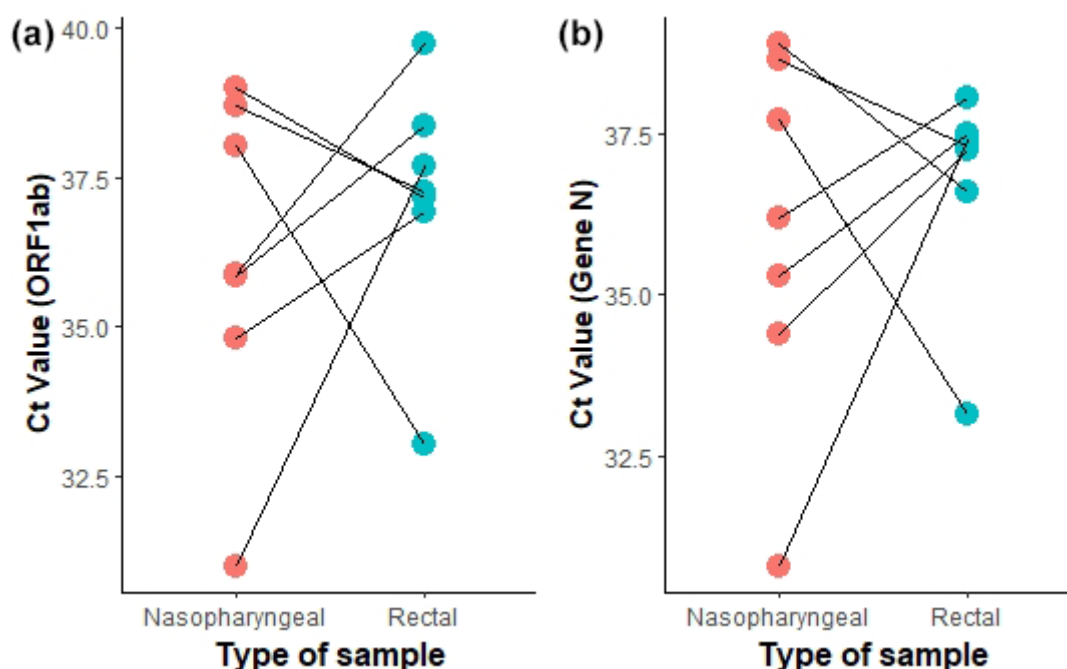 (a)
Ct Value (ORF1ab)
40.0
37.5
35.0
32.5
Nasopharyngeal Rectal
Type of sample
(b)
Ct Value (Gene N)
37.5
35.0
32.5
Nasopharyngeal Rectal
Type of sample